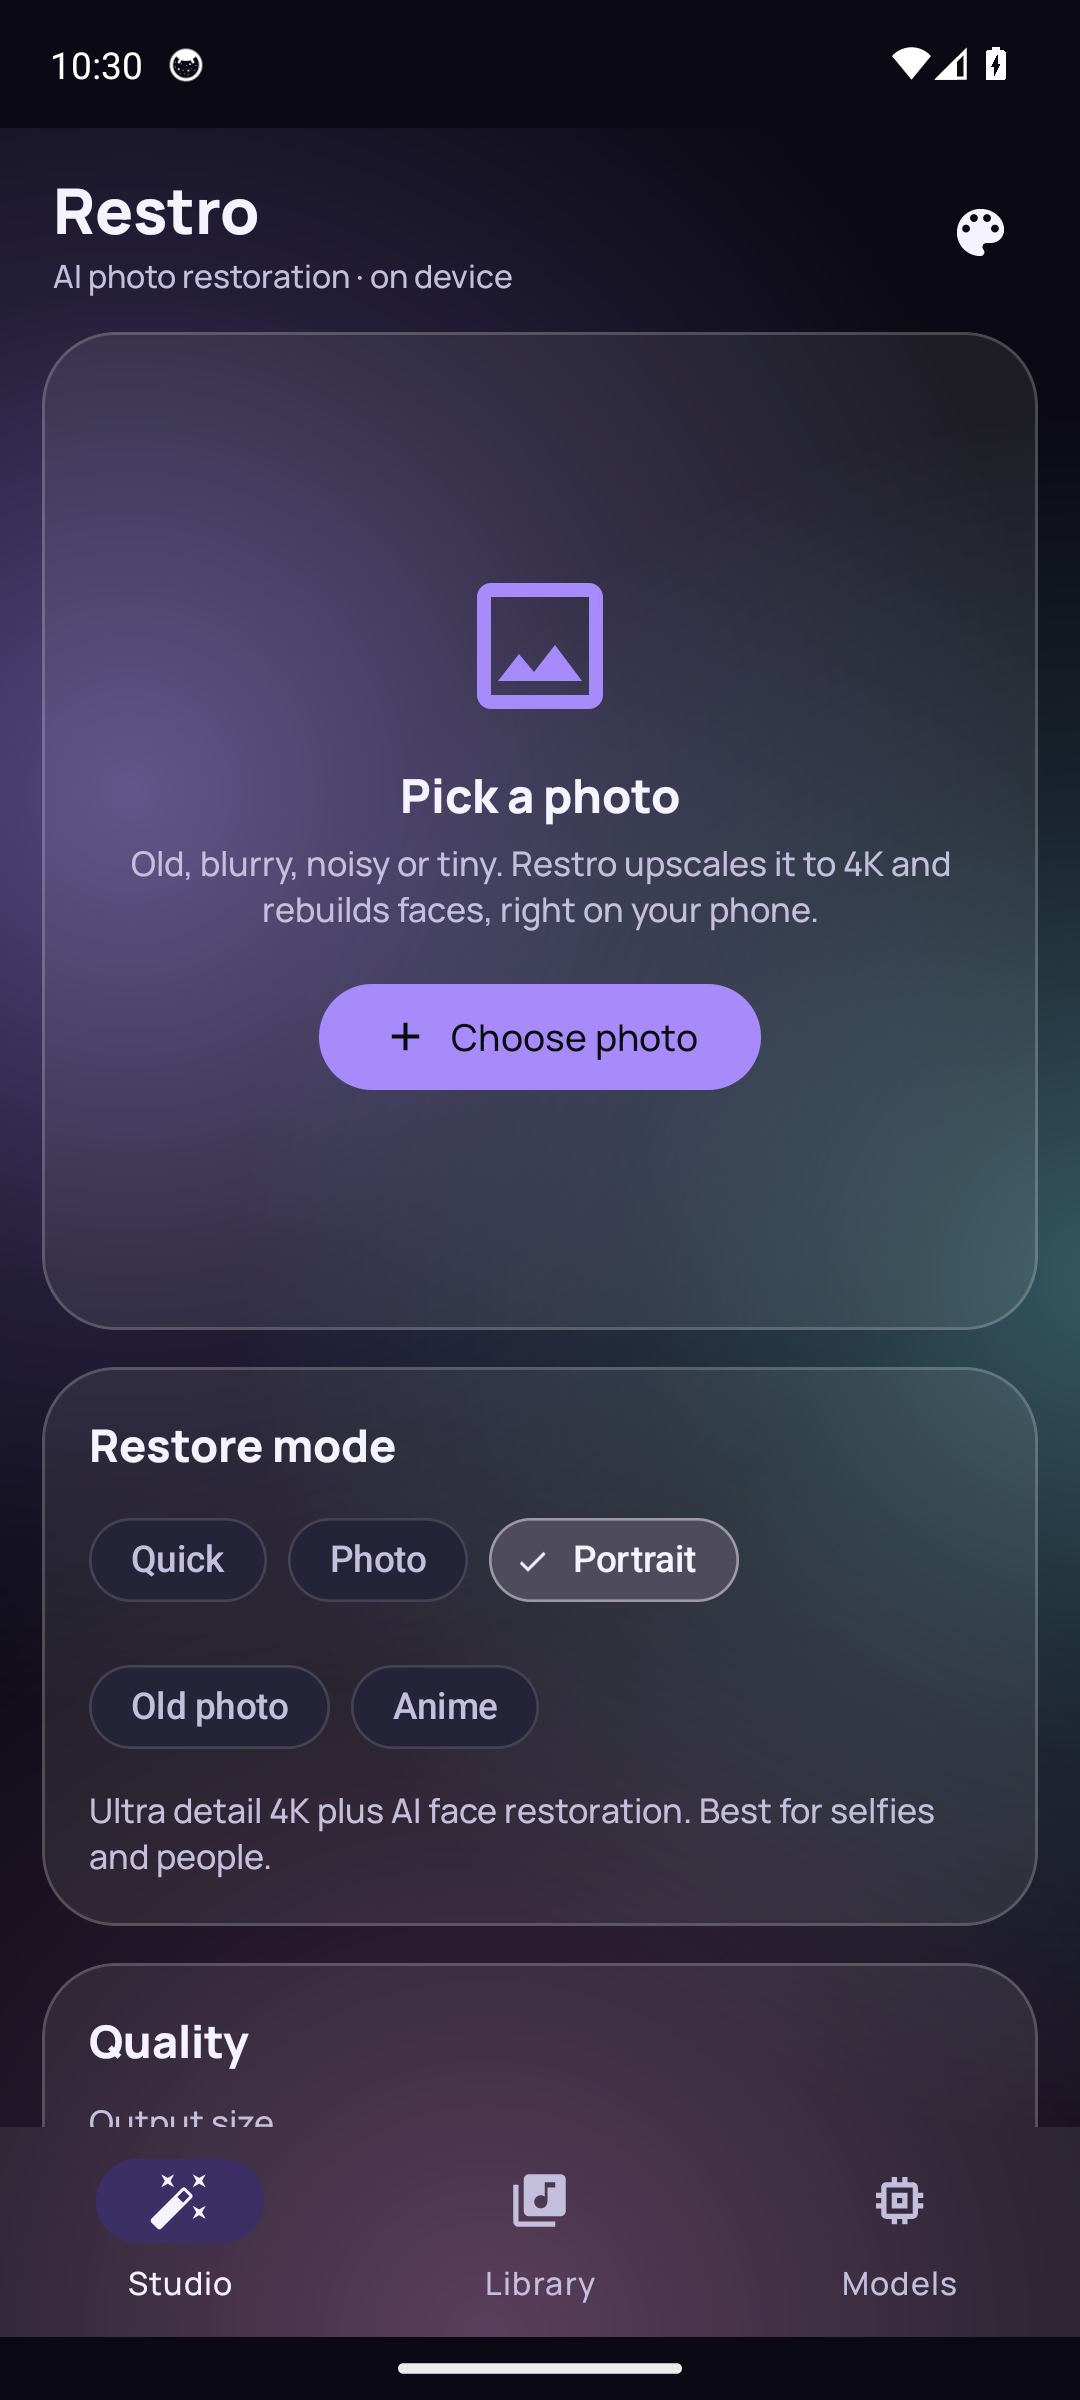 10:30
Restro
AI photo restoration · on device
Pick a photo
Old, blurry, noisy or tiny. Restro upscales it to 4K and
rebuilds faces, right on your phone.
Choose photo
Restore mode
Quick
Photo
Portrait
Old photo
Anime
Ultra detail 4K plus AI face restoration. Best for selfies
and people.
Quality
Output size
Studio
Library
Models